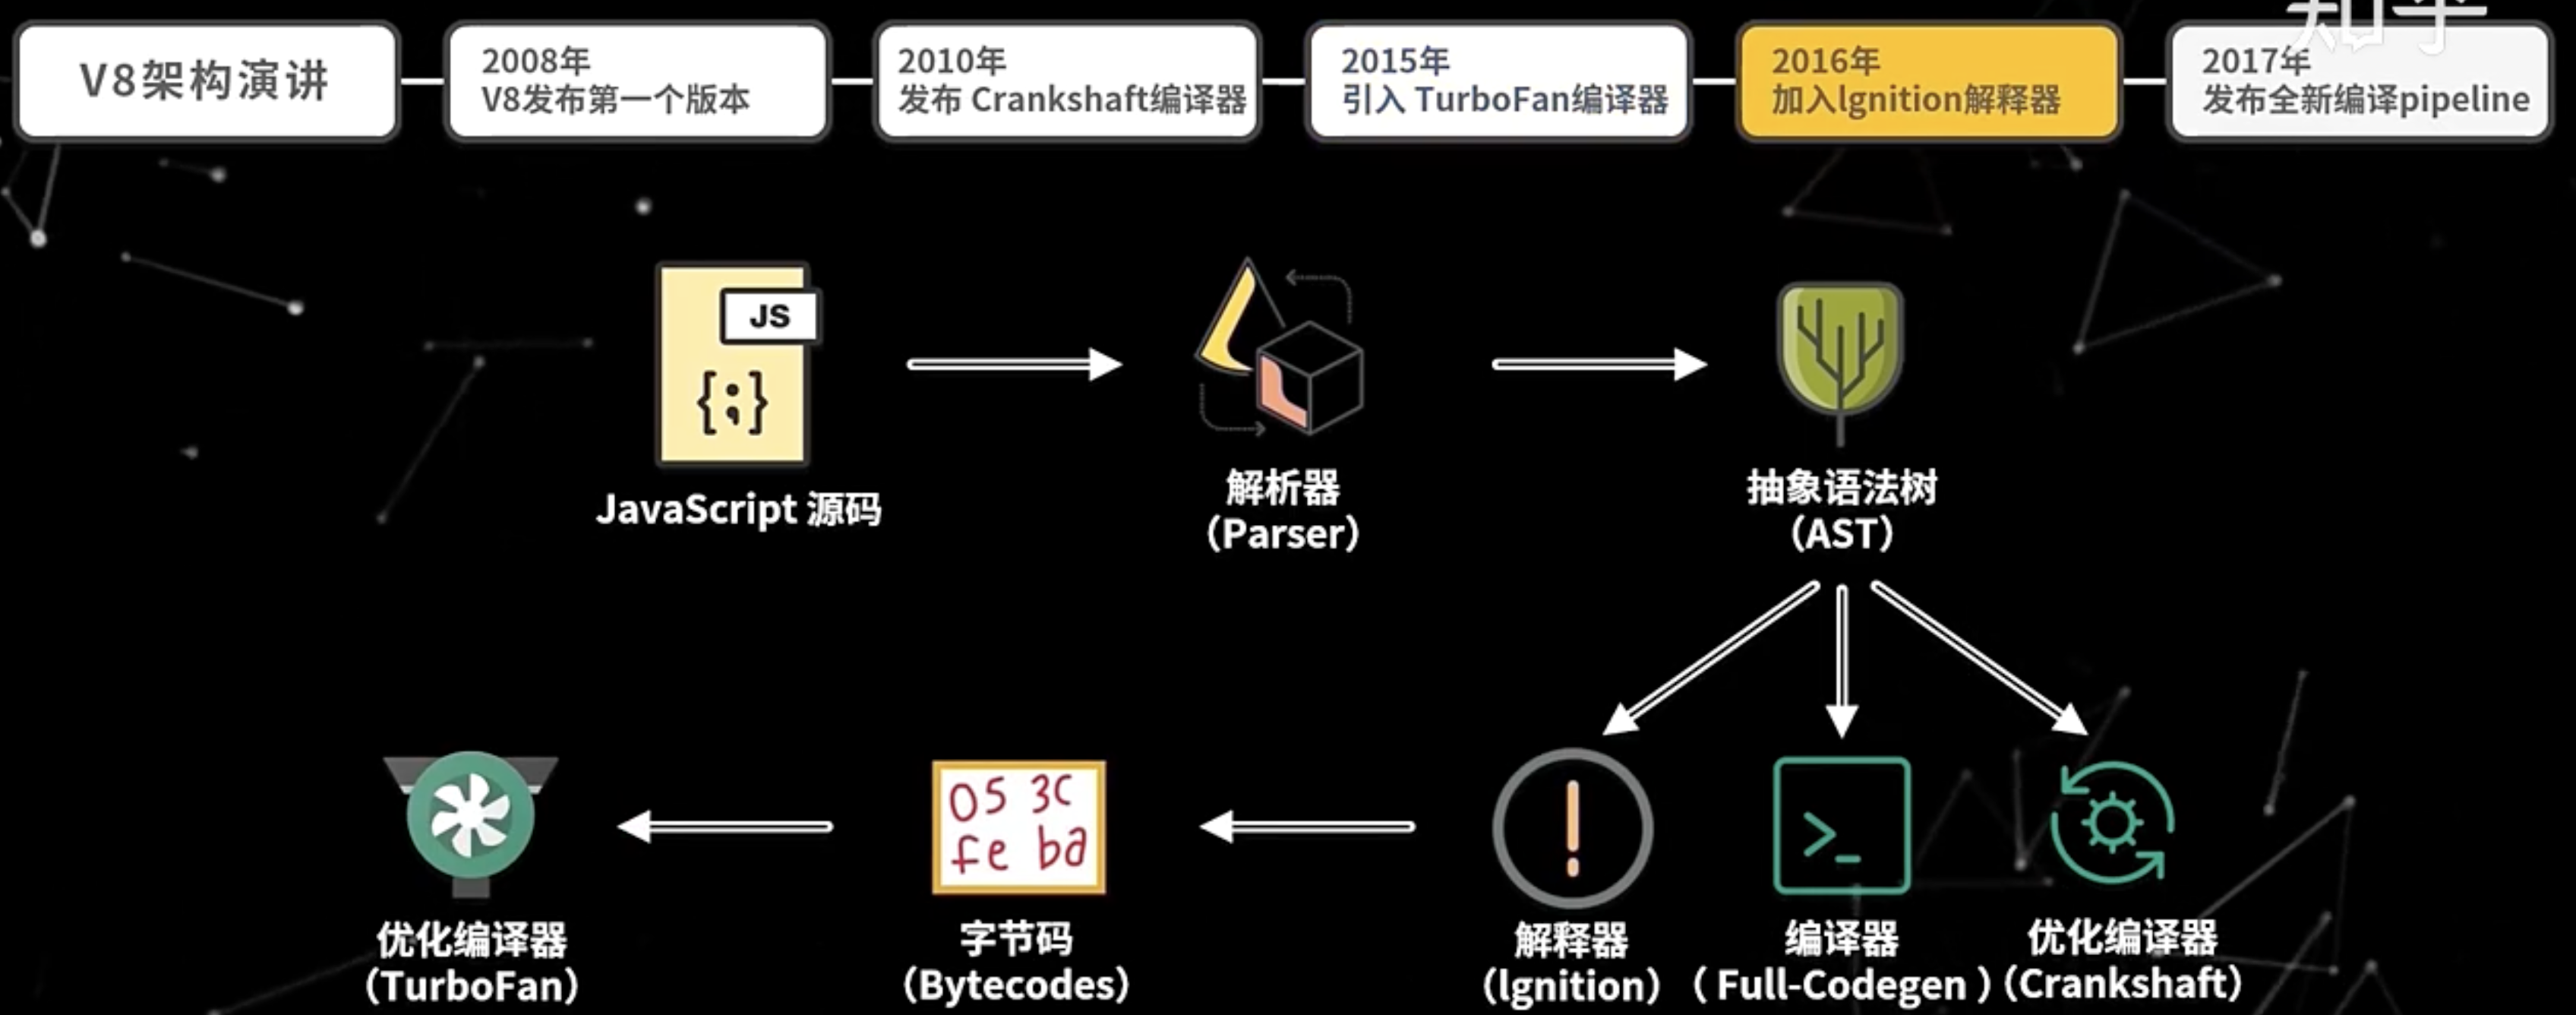 知乎
V8架构演讲
2008年
V8发布第一个版本
2010年
发布 Crankshaft编译器
2015年
引入 TurboFan编译器
2016年
加入lgnition解释器
2017年
发布全新编译pipeline
JS
{;}
JavaScript 源码
解析器
（Parser）
抽象语法树
（AST）
05 3c
fe ba
>_
优化编译器
（TurboFan）
字节码
（Bytecodes）
解释器
（lgnition）
编译器
（ Full-Codegen ）
优化编译器
（Crankshaft）